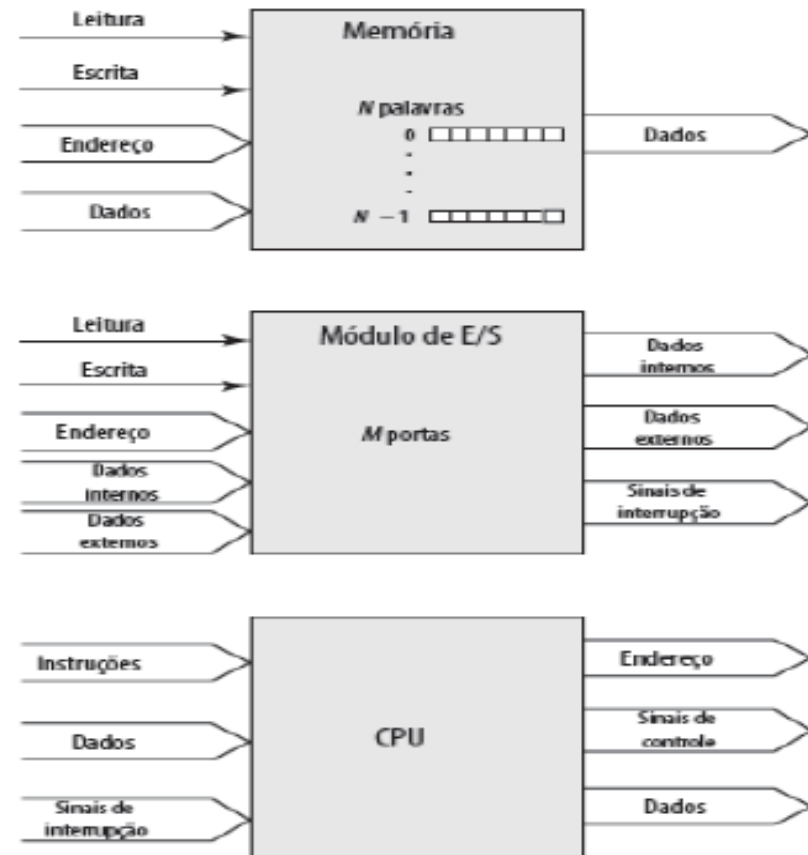 Leitura
Escrita
Endereço
Dados
Memória
N palavras
0
N − 1
Dados
Leitura
Escrita
Endereço
Dados
internos
Dados
externos
Módulo de E/S
M portas
Dados
internos
Dados
externos
Sinais de
interrupção
Instruções
Dados
Sinais de
interrupção
CPU
Endereço
Sinais de
controle
Dados